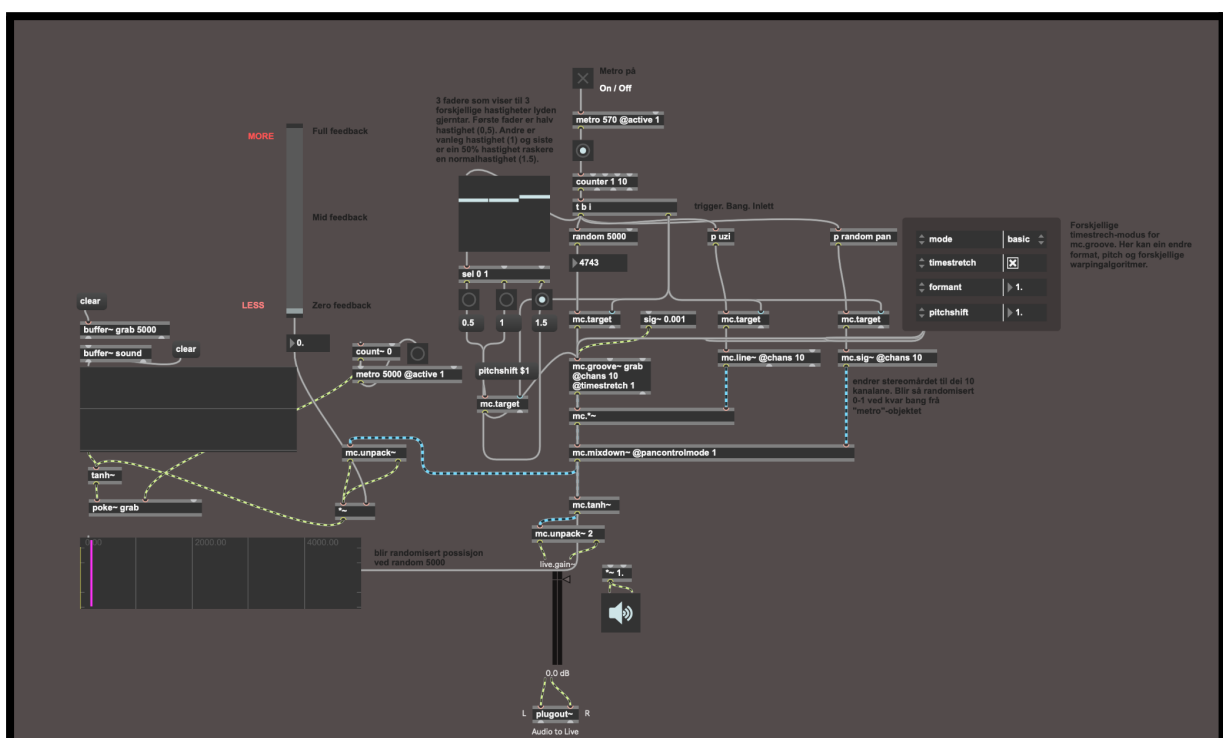 Metro på
On / Off
3 fadere som viser til 3
forskjellige hastigheter lyden
gjerntar. Første fader er halv
hastighet (0,5). Andre er
vanleg hastighet (1) og siste
er ein 50% hastighet raskere
en normalhastighet (1.5).
metro 570 @active 1
MORE
Full feedback
counter 1 10
t b i
trigger. Bang. Inlett
Mid feedback
random 5000
p uzi
p random pan
4743
mode
basic
timestretch
formant
1.
pitchshift
1.
Forskjellige
timestrech-modus for
mc.groove. Her kan ein endre
format, pitch og forskjellige
warpingalgoritmer.
sel 0 1
LESS
Zero feedback
clear
0.5
1
1.5
mc.target
sig~ 0.001
mc.target
mc.target
buffer~ grab 5000
0.
buffer~ sound
clear
count~ 0
metro 5000 @active 1
pitchshift $1
mc.groove~ grab
@chans 10
@timestretch 1
mc.line~ @chans 10
mc.sig~ @chans 10
mc.target
endrer stereomårdet til dei 10
kanalane. Blir så randomisert
0-1 ved kvar bang frå
"metro"-objektet
mc.*~
mc.unpack~
mc.mixdown~ @pancontrolmode 1
tanh~
poke~ grab
*~
mc.tanh~
mc.unpack~ 2
0.00
2000.00
4000.00
blir randomisert possisjon
ved random 5000
live.gain~
*~ 1.
0.0 dB
L
plugout~
R
Audio to Live